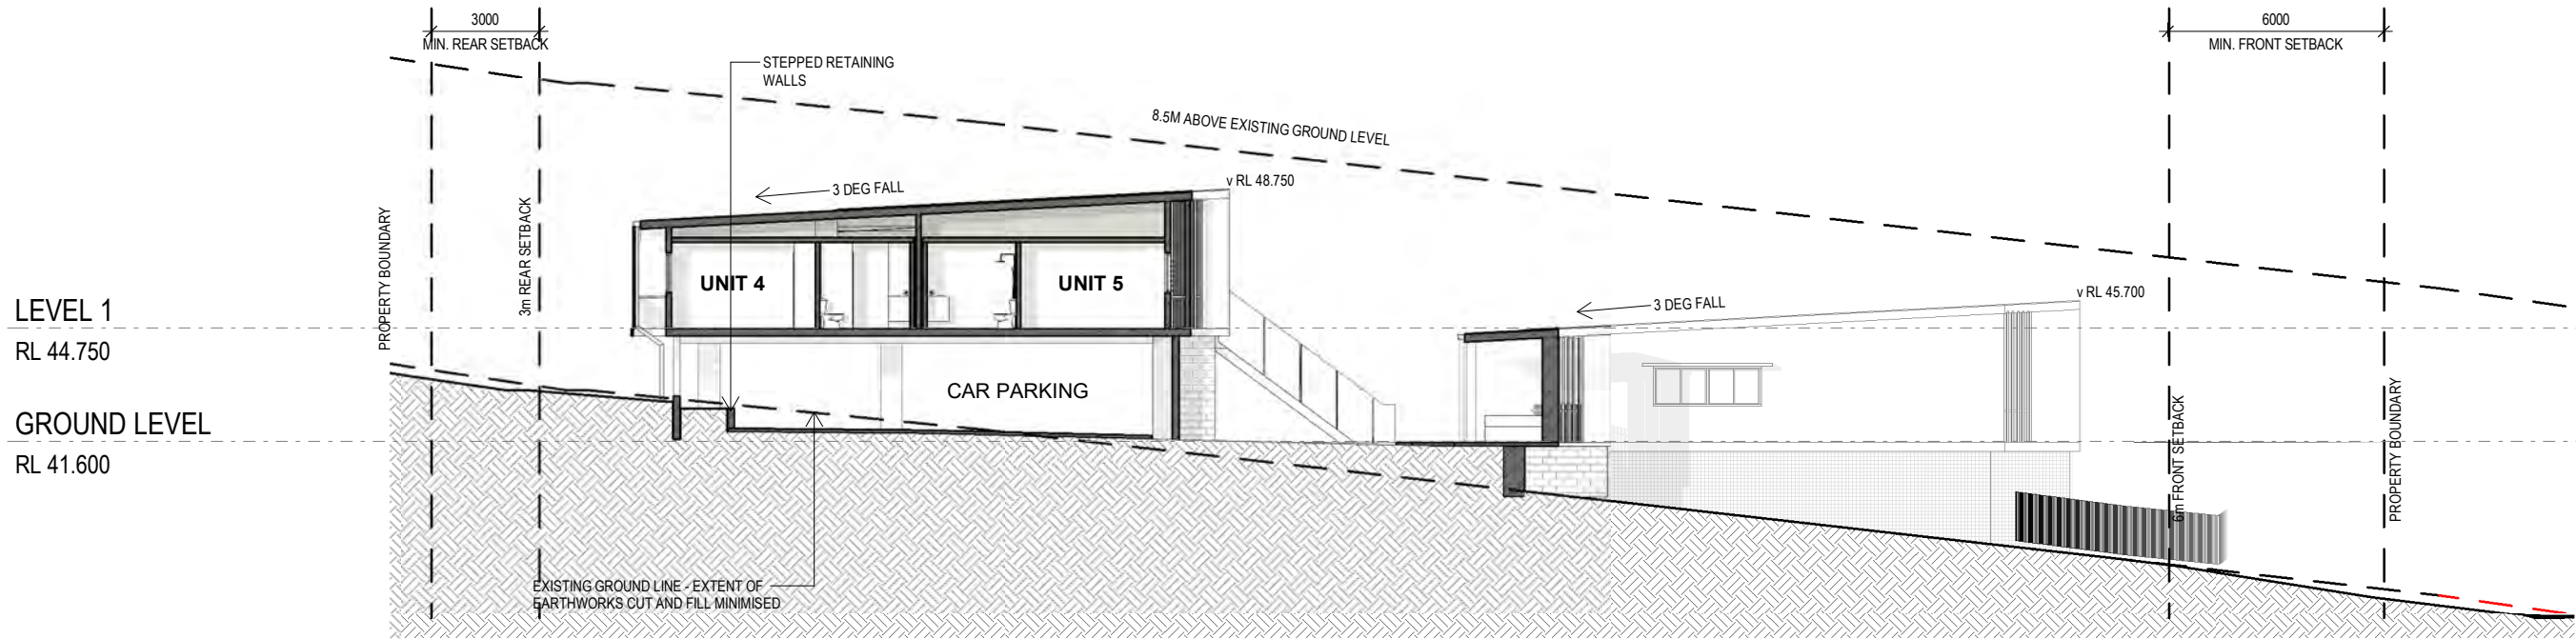 3000
MIN. REAR SETBACK
6000
MIN. FRONT SETBACK
STEPPED RETAINING
WALLS
8.5M ABOVE EXISTING GROUND LEVEL
3 DEG FALL
v RL 48.750
PROPERTY BOUNDARY
3m REAR SETBACK
UNIT 4
UNIT 5
3 DEG FALL
v RL 45.700
LEVEL 1
RL 44.750
CAR PARKING
GROUND LEVEL
RL 41.600
6m FRONT SETBACK
PROPERTY BOUNDARY
EXISTING GROUND LINE - EXTENT OF
EARTHWORKS CUT AND FILL MINIMISED